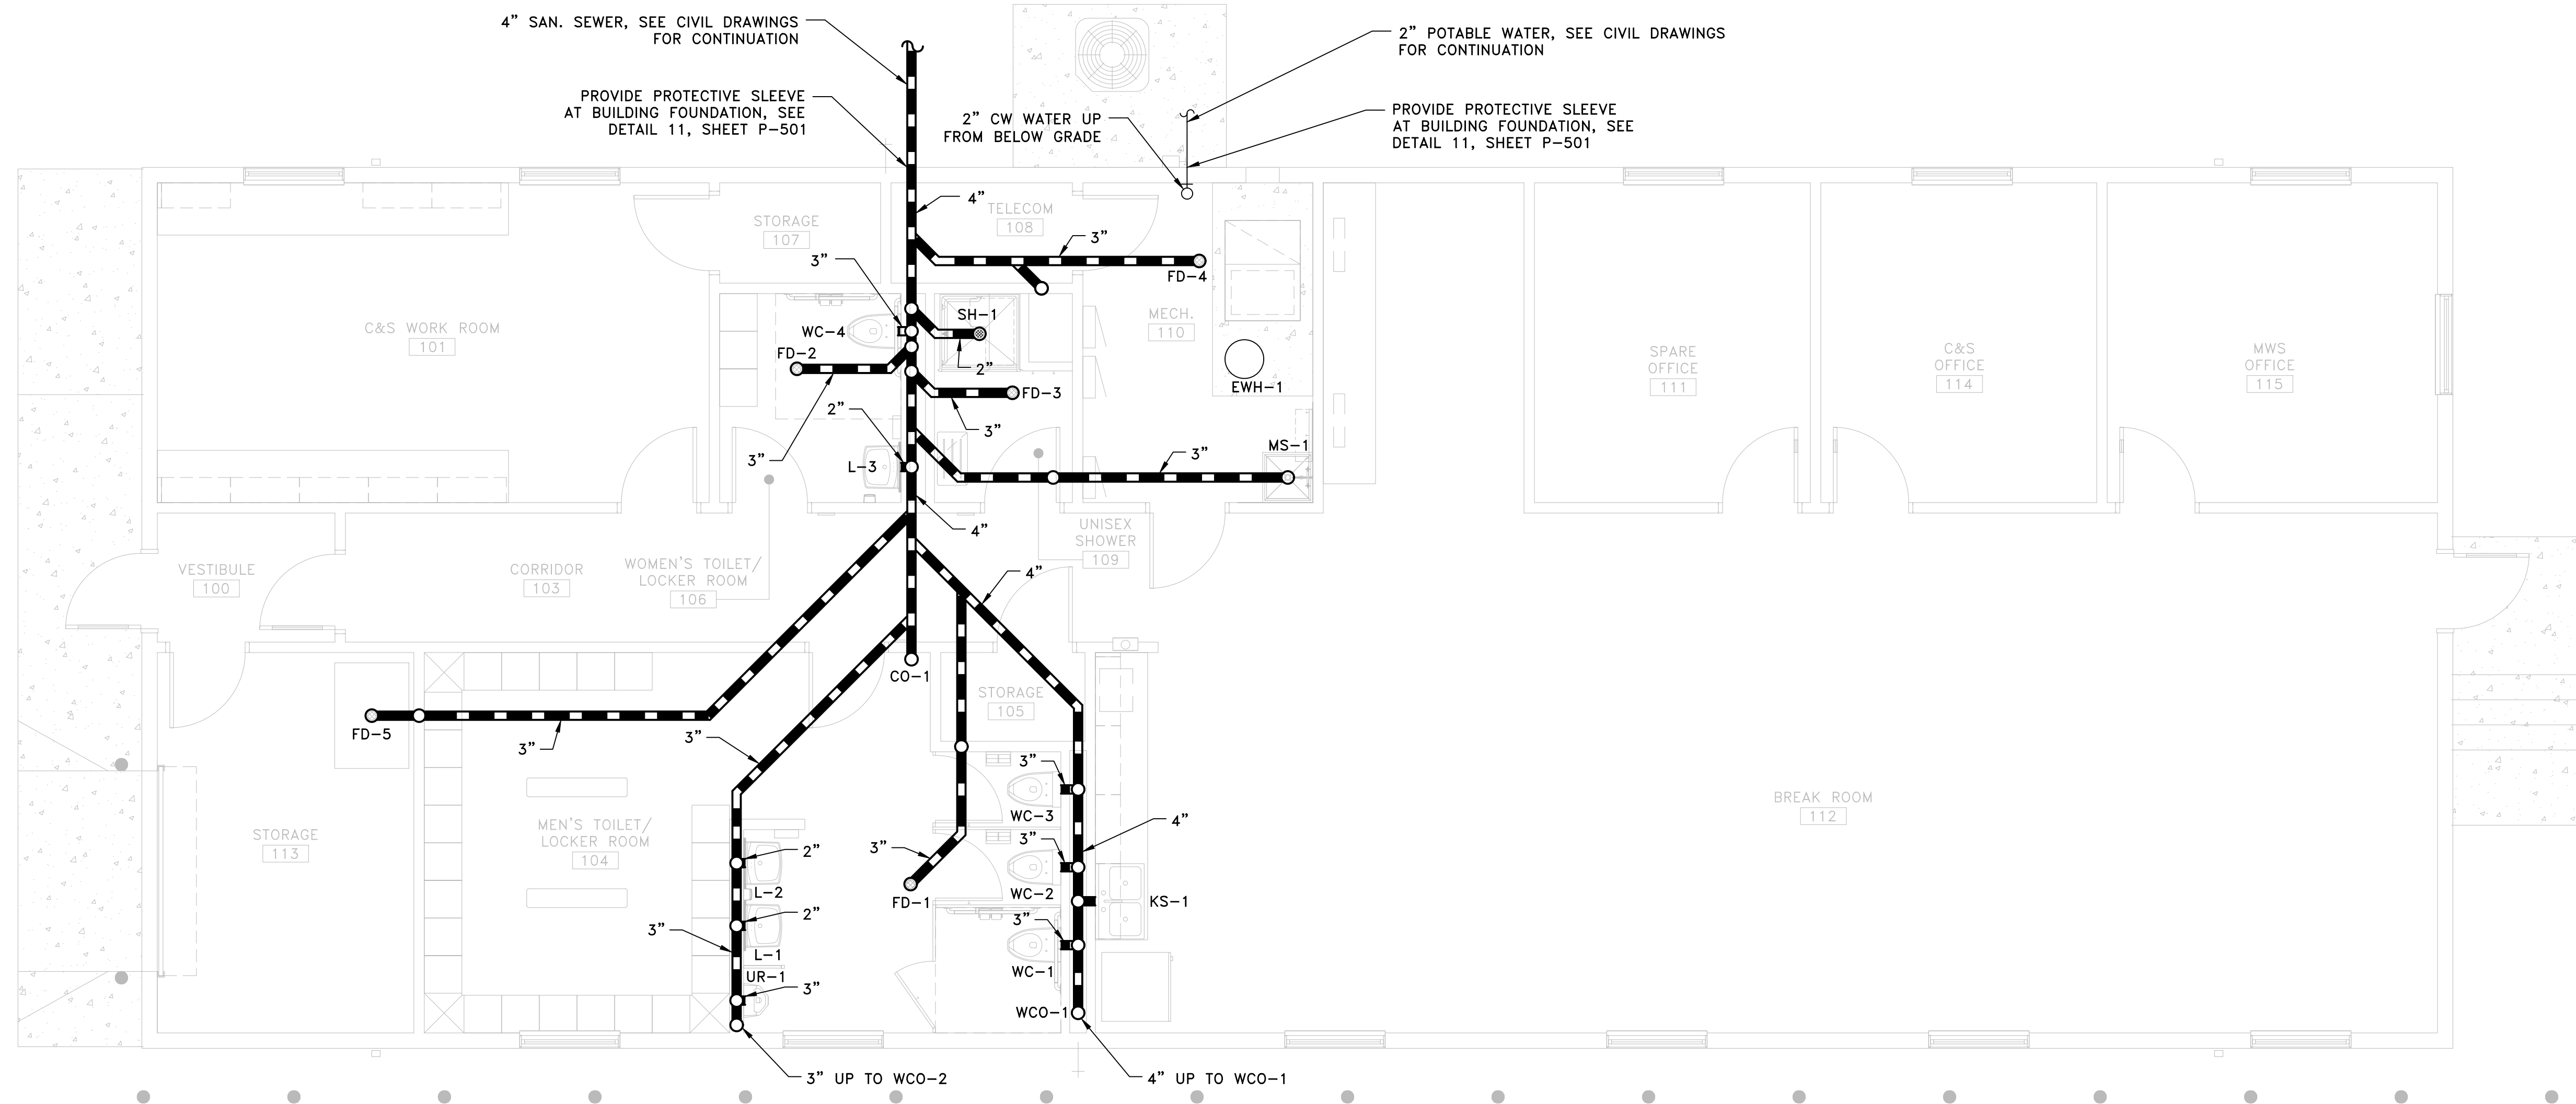 4” SAN. SEWER, SEE CIVIL DRAWINGS
FOR CONTINUATION
2” POTABLE WATER, SEE CIVIL DRAWINGS
FOR CONTINUATION
PROVIDE PROTECTIVE SLEEVE
AT BUILDING FOUNDATION, SEE
DETAIL 11, SHEET P-501
2” CW WATER UP
FROM BELOW GRADE
PROVIDE PROTECTIVE SLEEVE
AT BUILDING FOUNDATION, SEE
DETAIL 11, SHEET P-501
4”
STORAGE
107
TELECOM
108
3”
3”
FD-4
C&S WORK ROOM
101
WC-4
SH-1
MECH.
110
FD-2
2”
EWH-1
SPARE
OFFICE
111
C&S
OFFICE
114
MWS
OFFICE
115
FD-3
2”
3”
3”
L-3
3”
MS-1
4”
UNISEX
SHOWER
109
VESTIBULE
100
CORRIDOR
103
WOMEN'S TOILET/
LOCKER ROOM
106
4”
CO-1
STORAGE
105
FD-5
3”
3”
3”
WC-3
STORAGE
113
MEN'S TOILET/
LOCKER ROOM
104
2”
3”
3”
4”
BREAK ROOM
112
L-2
FD-1
WC-2
KS-1
2”
3”
3”
L-1
UR-1
WC-1
3”
WCO-1
3” UP TO WCO-2
4” UP TO WCO-1